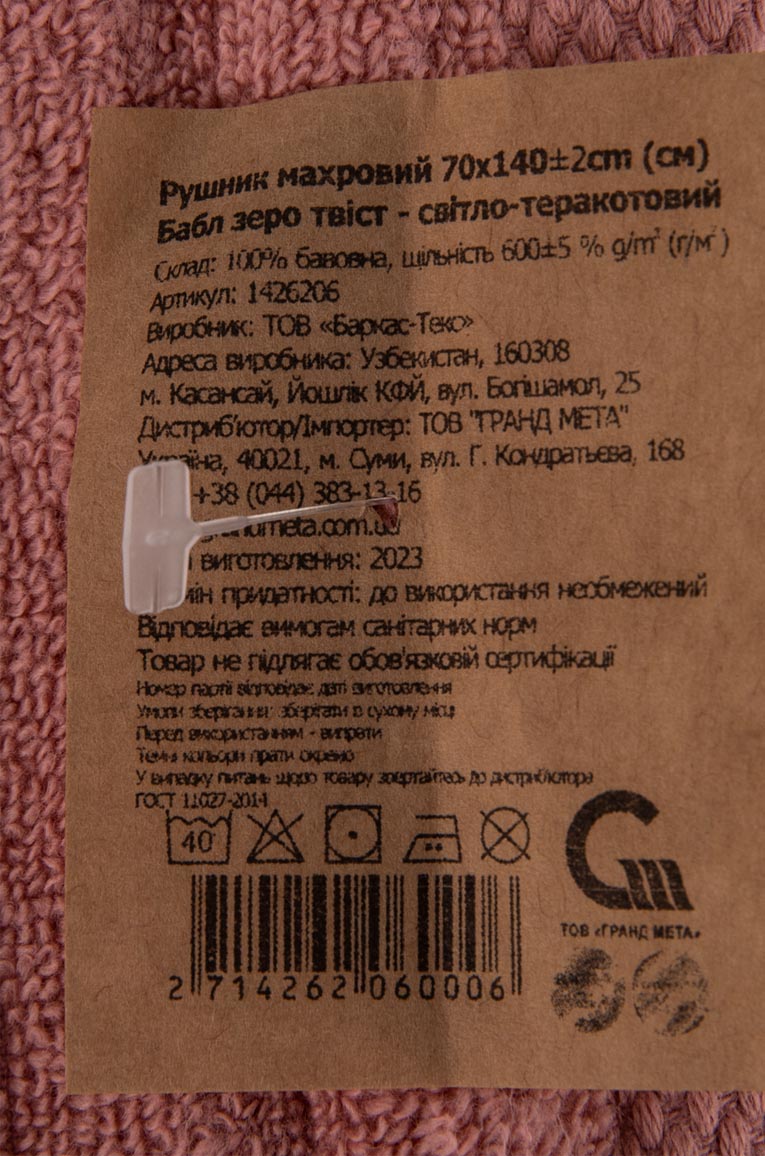 Рушник махровий 70x140±2cm (см)
Бабл зеро твіст - світло-теракотовий
Склад: 100% бавовна, щільність 600±5 % g/m² (г/м²)
Артикул: 1426206
Виробник: ТОВ «Баркас-Текс»
Адреса виробника: Узбекистан, 160308
м. Касансай, Йошлік КФЙ, вул. Богішамол, 25
Дистриб'ютор/Імпортер: ТОВ "ГРАНД МЕТА"
Україна, 40021, м. Суми, вул. Г. Кондратьєва, 168
+38 (044) 383-13-16
виготовлення: 2023
придатності: до використання необмежений
Відповідає вимогам санітарних норм
Товар не підлягає обов'язковій сертифікації
Номер партії відповідає даті виготовлення
Умови зберігання: зберігати в сухому місці
Перед використанням - випрати
Темні кольори прати окремо
У випадку питань щодо товару звертайтесь до дистриб'ютора
ГОСТ 11027-2014
40
Gm
ТОВ «ГРАНД МЕТА»
2 714262 060006